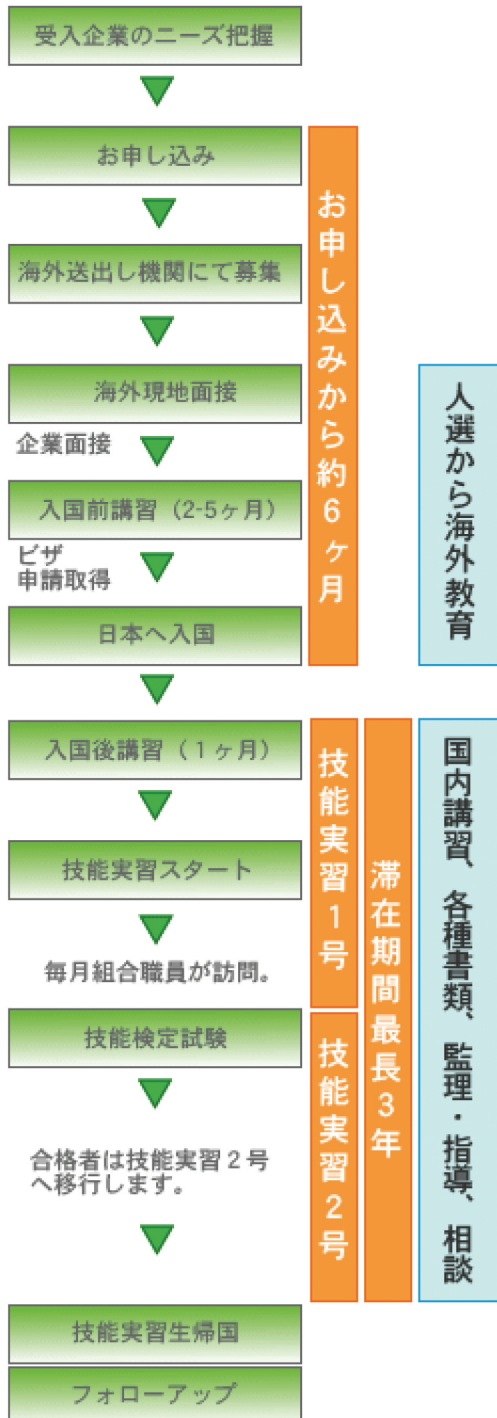 受入企業のニーズ把握
お申し込み
海外送出し機関にて募集
海外現地面接
企業面接
入国前講習（2-5ヶ月）
ビザ
申請取得
日本へ入国
お申し込みから約6ヶ月
人選から海外教育
入国後講習（1ヶ月）
技能実習スタート
毎月組合職員が訪問。
技能検定試験
合格者は技能実習2号
へ移行します。
技能実習1号
技能実習2号
滞在期間最長3年
国内講習、各種書類、監理・指導、相談
技能実習生帰国
フォローアップ